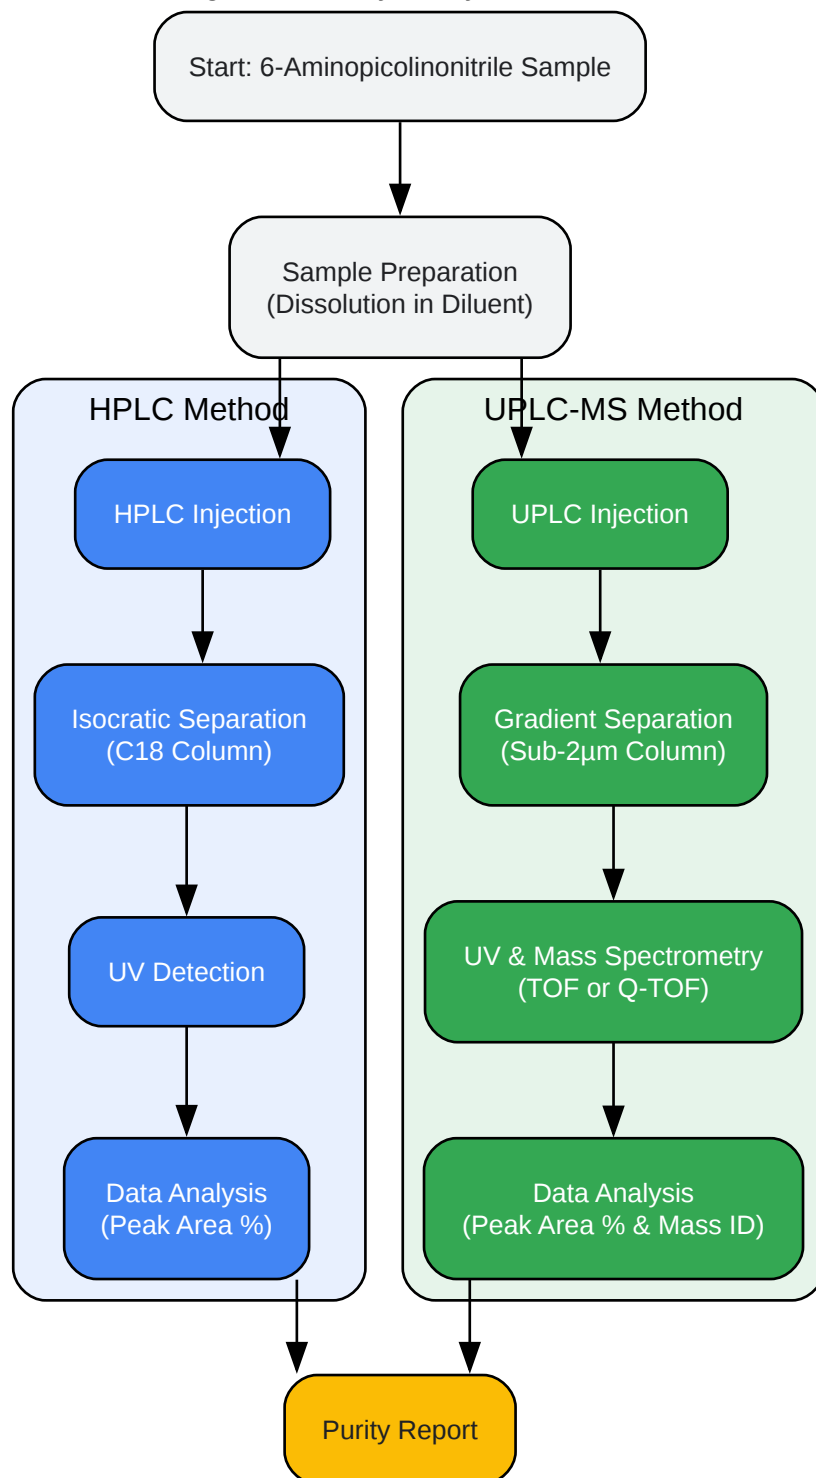 Start: 6-Aminopicolinonitrile Sample
Sample Preparation
(Dissolution in Diluent)
HPLC Method
HPLC Injection
Isocratic Separation
(C18 Column)
UV Detection
Data Analysis
(Peak Area %)
UPLC-MS Method
UPLC Injection
Gradient Separation
(Sub-2µm Column)
UV & Mass Spectrometry
(TOF or Q-TOF)
Data Analysis
(Peak Area % & Mass ID)
Purity Report